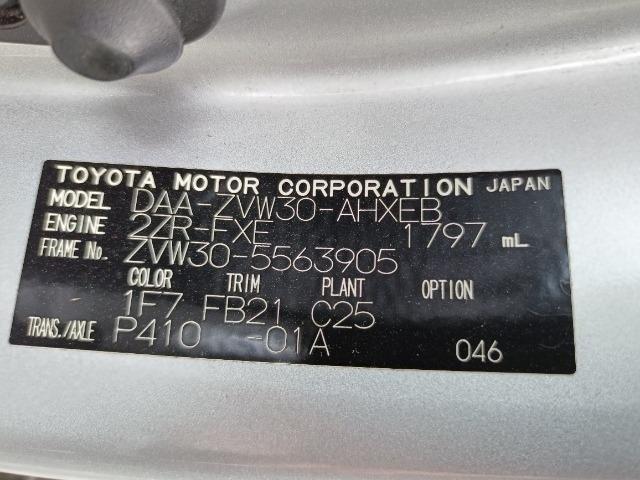 TOYOTA MOTOR CORPORATION JAPAN
MODEL DAA-ZVW30-AHXEB
ENGINE 2ZR-FXE 1797 mL
FRAME No. ZVW30-5563905
COLOR TRIM PLANT OPTION
1F7 FB21 C25
TRANS./AXLE P410 -01A 046